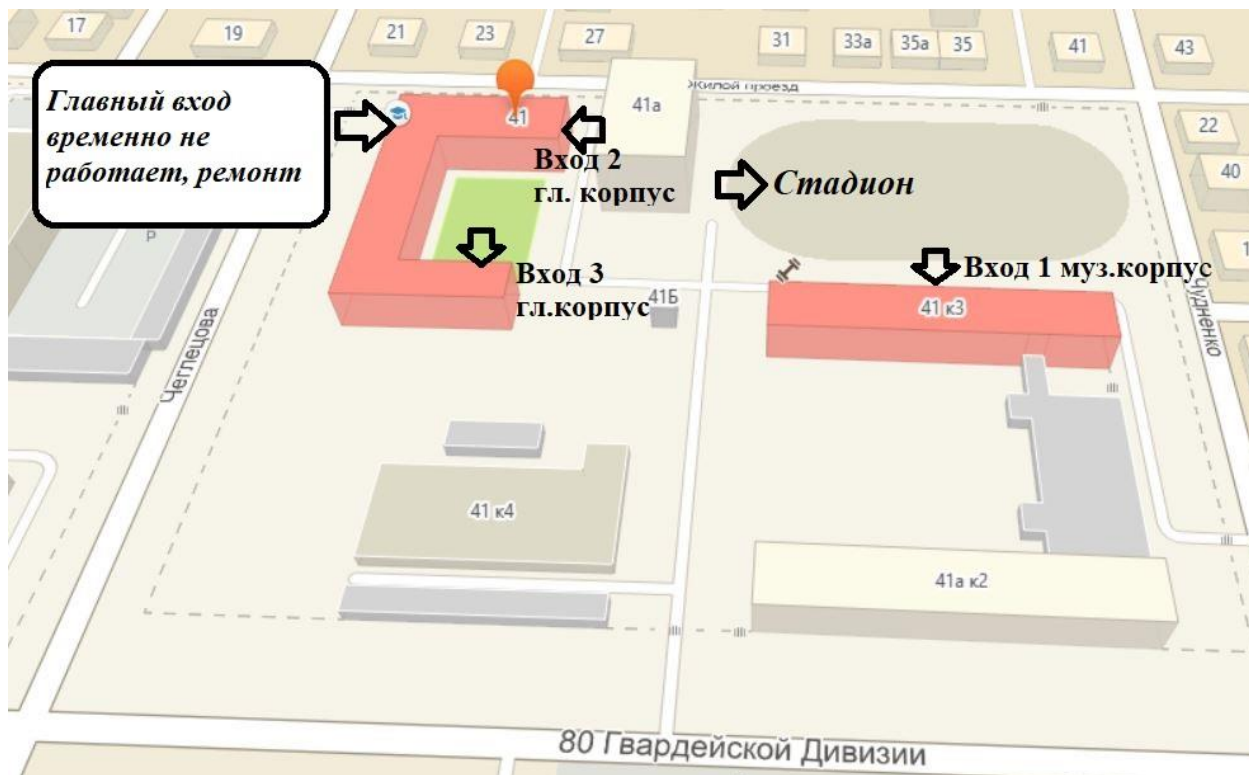 17
19
21
23
27
31
33а
35а
35
41
43
Жилой проезд
Главный вход
временно не
работает, ремонт
41
41а
22
40
Вход 2
гл. корпус
Стадион
P
1
Вход 3
гл.корпус
Вход 1 муз.корпус
41Б
41 к3
Чеглецова
Чудненко
41 к4
41а к2
80 Гвардейской Дивизии